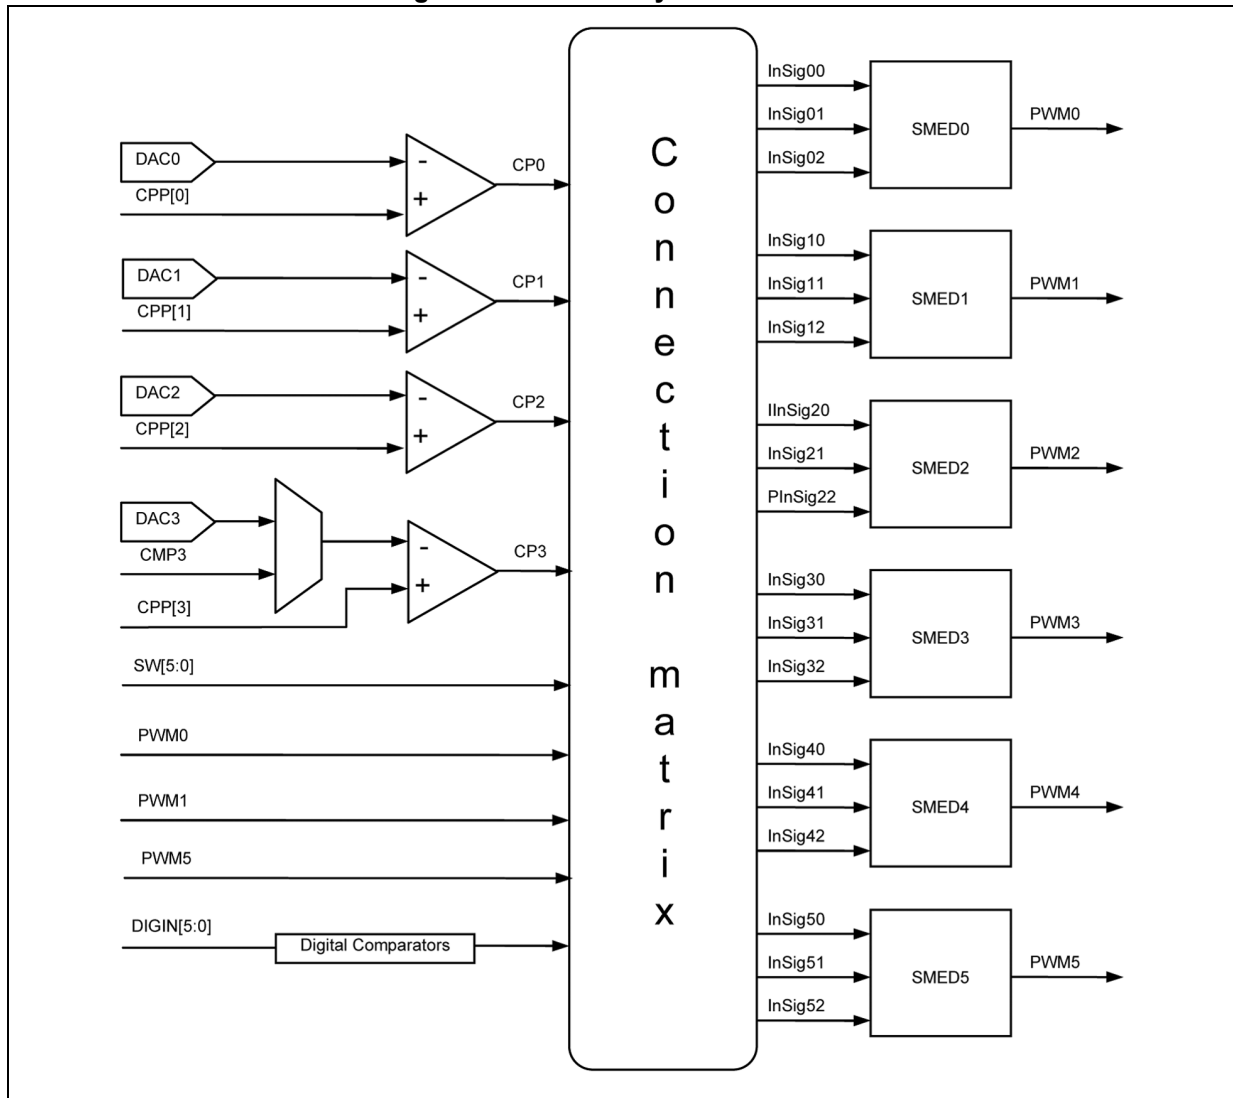 DAC0
-
CPP[0]
+
CP0
DAC1
-
CPP[1]
+
CP1
DAC2
-
CPP[2]
+
CP2
DAC3
CMP3
-
CPP[3]
+
CP3
SW[5:0]
PWM0
PWM1
PWM5
DIGIN[5:0]
Digital Comparators
Connection matrix
InSig00
InSig01
InSig02
SMED0
PWM0
InSig10
InSig11
InSig12
SMED1
PWM1
IInSig20
InSig21
PInSig22
SMED2
PWM2
InSig30
InSig31
InSig32
SMED3
PWM3
InSig40
InSig41
InSig42
SMED4
PWM4
InSig50
InSig51
InSig52
SMED5
PWM5